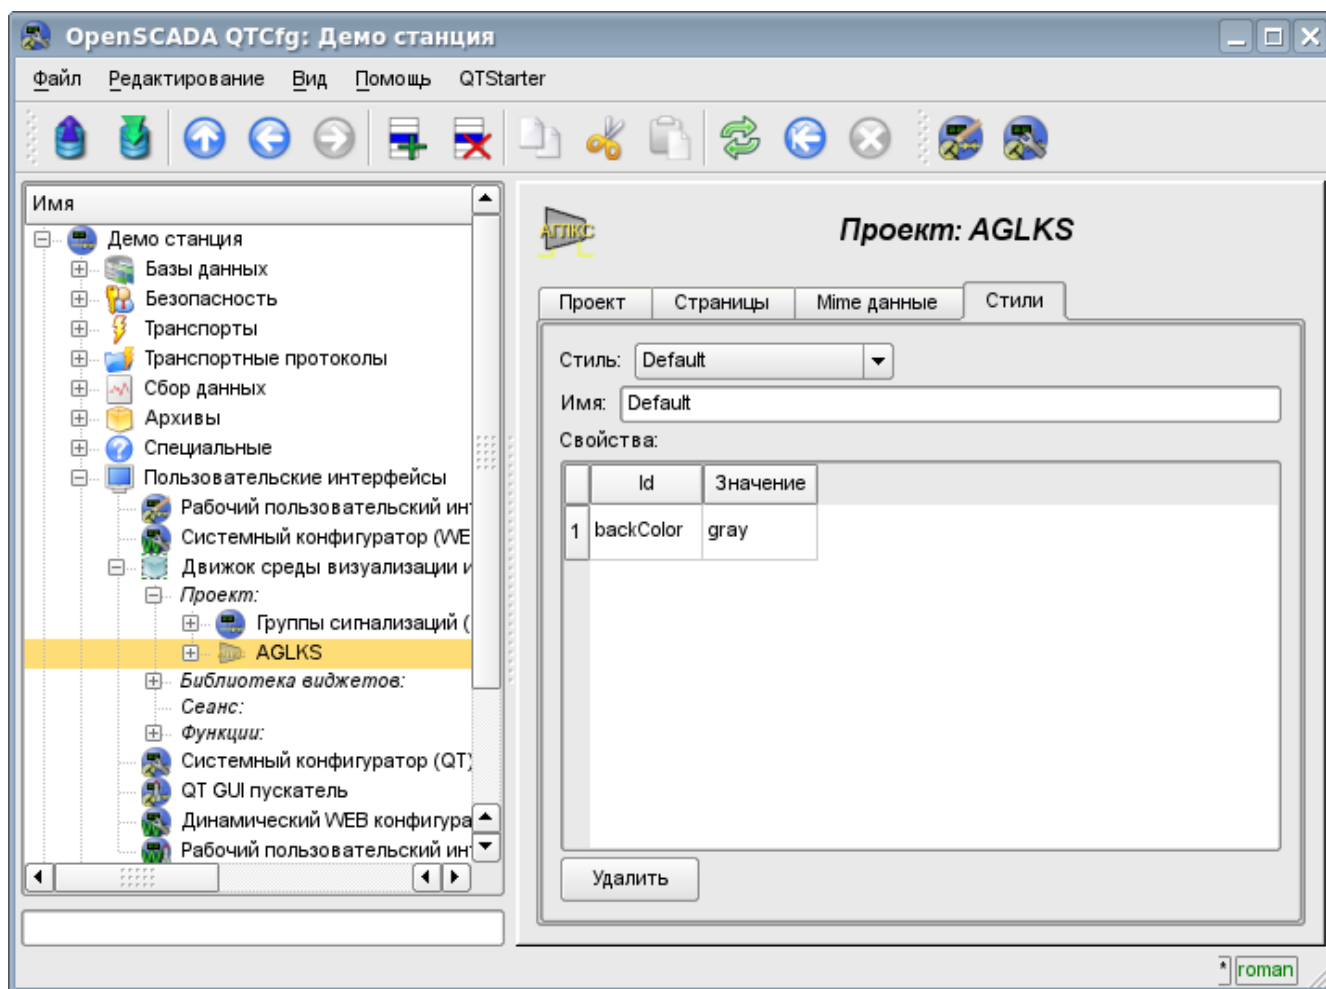 OpenSCADA QTCfg: Демо станция
Файл Редактирование Вид Помощь QTStarter
Имя
Демо станция
Базы данных
Безопасность
Транспорты
Транспортные протоколы
Сбор данных
Архивы
Специальные
Пользовательские интерфейсы
Рабочий пользовательский инт
Системный конфигуратор (WE
Движок среды визуализации и
Проект:
Группы сигнализаций (
AGLKS
Библиотека виджетов:
Сеанс:
Функции:
Системный конфигуратор (QT)
QT GUI пускатель
Динамический WEB конфигура
Рабочий пользовательский инт
АГЛКС
Проект: AGLKS
Проект Страницы Mime данные Стили
Стиль: Default
Имя: Default
Свойства:
Id Значение
1 backColor gray
Удалить
* roman